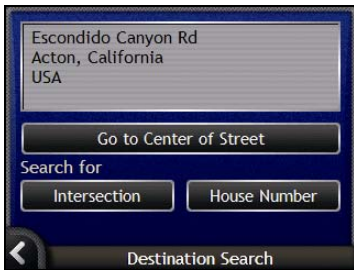 Escondido Canyon Rd
Acton, California
USA
Go to Center of Street
Search for
Intersection House Number
Destination Search